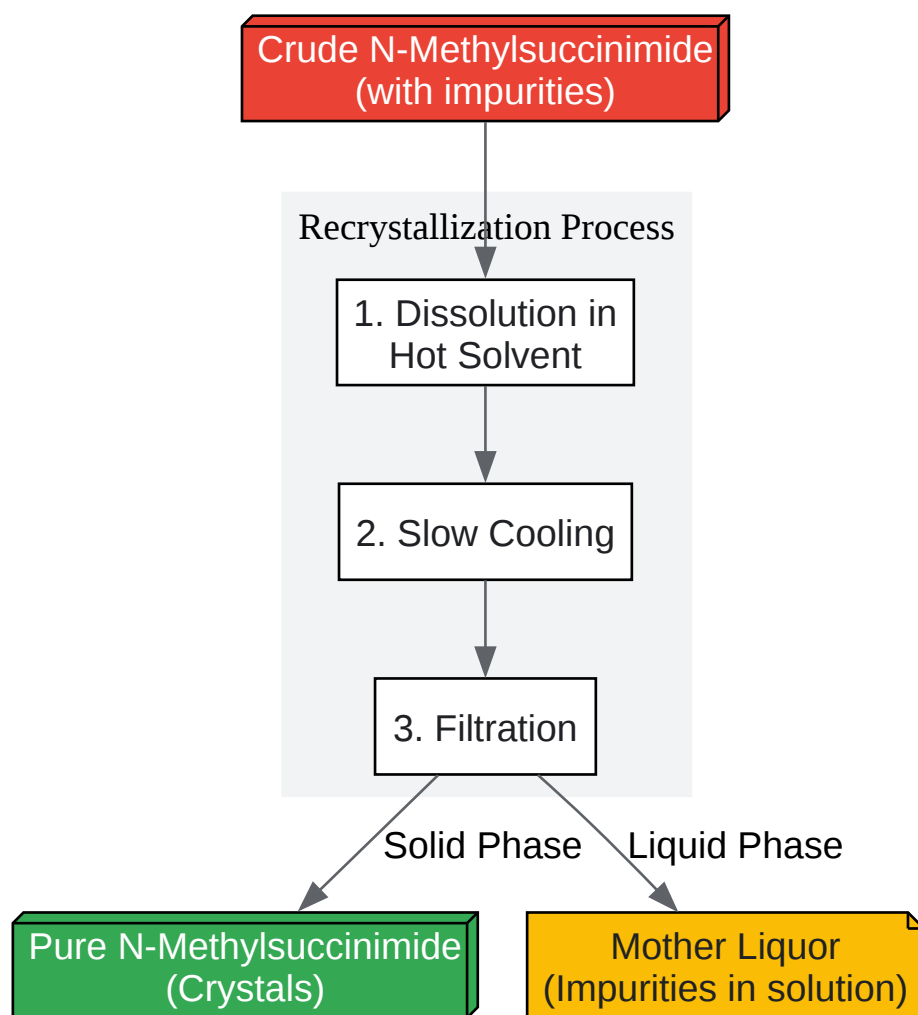 Crude N-Methylsuccinimide
(with impurities)
Recrystallization Process
1. Dissolution in
Hot Solvent
2. Slow Cooling
3. Filtration
Solid Phase
Liquid Phase
Pure N-Methylsuccinimide
(Crystals)
Mother Liquor
(Impurities in solution)